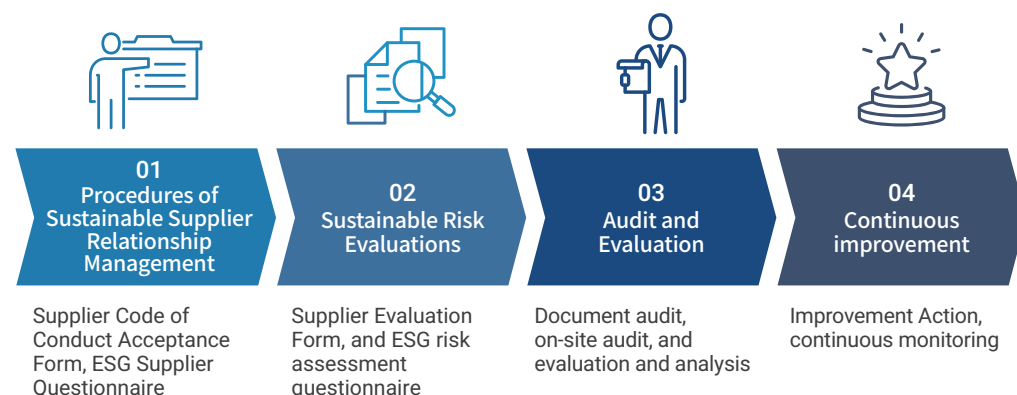 01
Procedures of
Sustainable Supplier
Relationship
Management
02
Sustainable Risk
Evaluations
03
Audit and
Evaluation
04
Continuous
improvement
Supplier Code of
Conduct Acceptance
Form, ESG Supplier
Questionnaire
Supplier Evaluation
Form, and ESG risk
assessment
questionnaire
Document audit,
on-site audit, and
evaluation and analysis
Improvement Action,
continuous monitoring